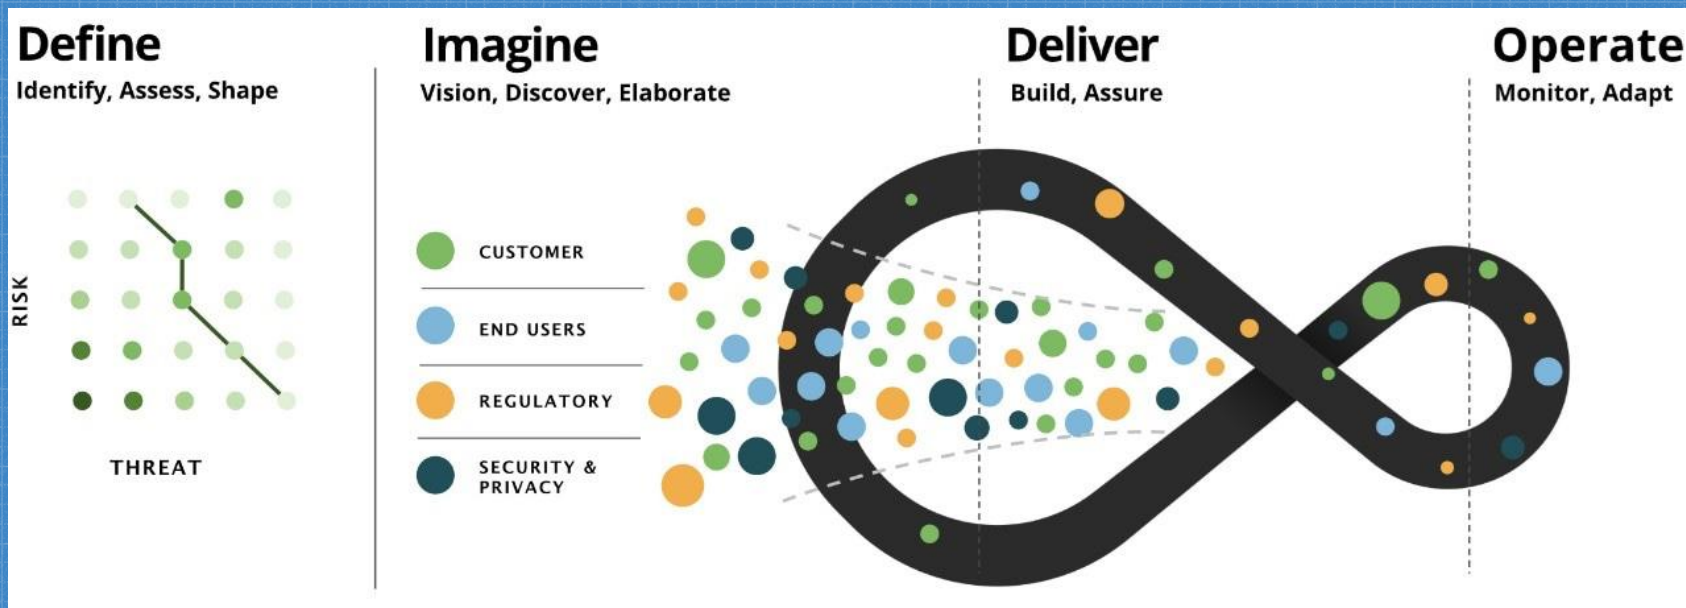 Define
Identify, Assess, Shape
RISK
THREAT
Imagine
Vision, Discover, Elaborate
CUSTOMER
END USERS
REGULATORY
SECURITY &
PRIVACY
Deliver
Build, Assure
Operate
Monitor, Adapt